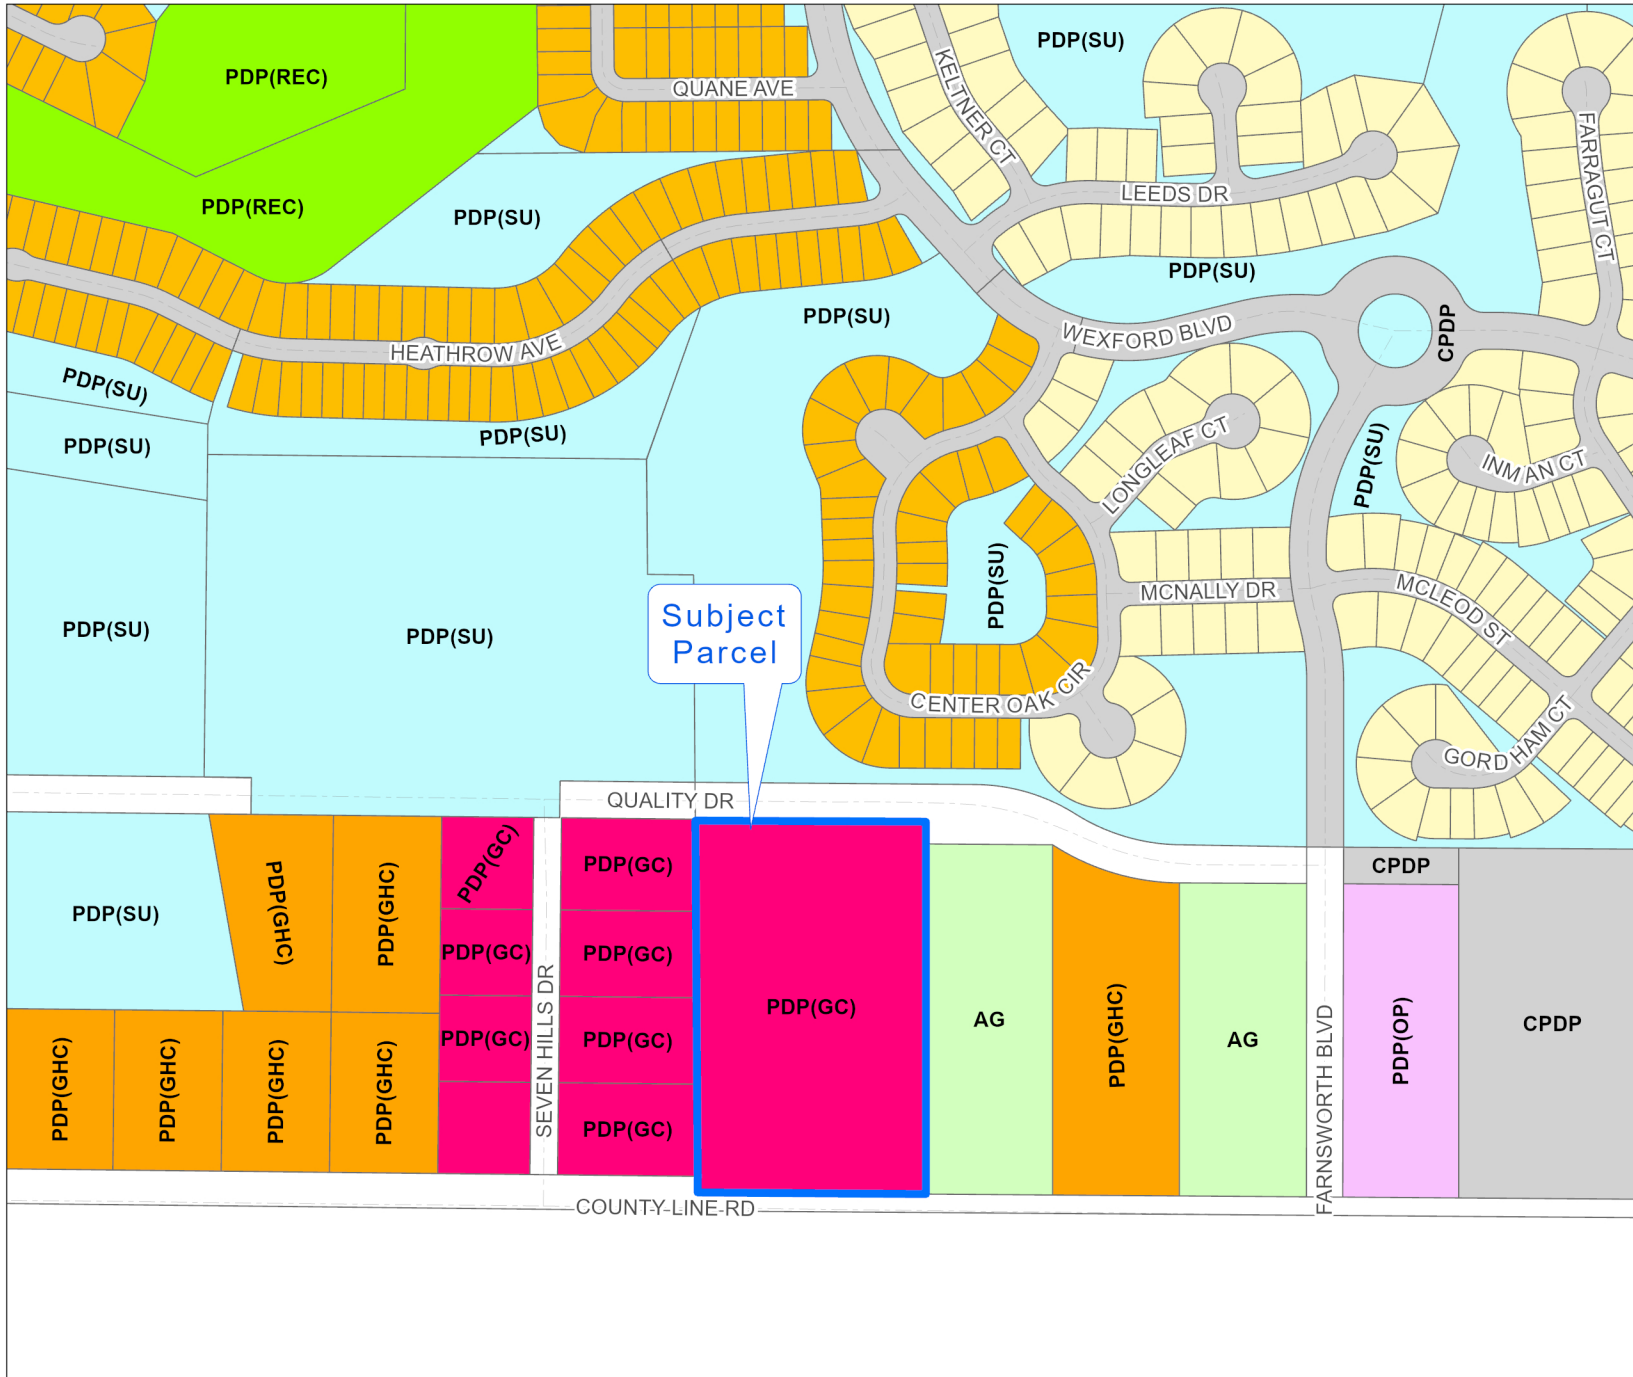 PDP(SU)
PDP(REC)
QUANE AVE
KELTNER CT
FARRAGUT CT
LEEDS DR
PDP(REC)
PDP(SU)
PDP(SU)
PDP(SU)
WEXFORD BLVD
CPDP
HEATHROW AVE
PDP(SU)
PDP(SU)
PDP(SU)
LONGLEAF CT
PDP(SU)
INMAN CT
PDP(SU)
PDP(SU)
MCNALLY DR
MCLEOD ST
Subject
Parcel
PDP(SU)
PDP(SU)
CENTER OAK CIR
GORDHAM CT
QUALITY DR
PDP(GC)
PDP(GC)
CPDP
PDP(SU)
PDP(GHC)
PDP(GHC)
PDP(GC)
PDP(GC)
PDP(GC)
AG
PDP(GHC)
AG
PDP(OP)
CPDP
PDP(GC)
PDP(GC)
SEVEN HILLS DR
FARNSWORTH BLVD
PDP(GHC)
PDP(GHC)
PDP(GHC)
PDP(GHC)
PDP(GC)
COUNTY LINE RD